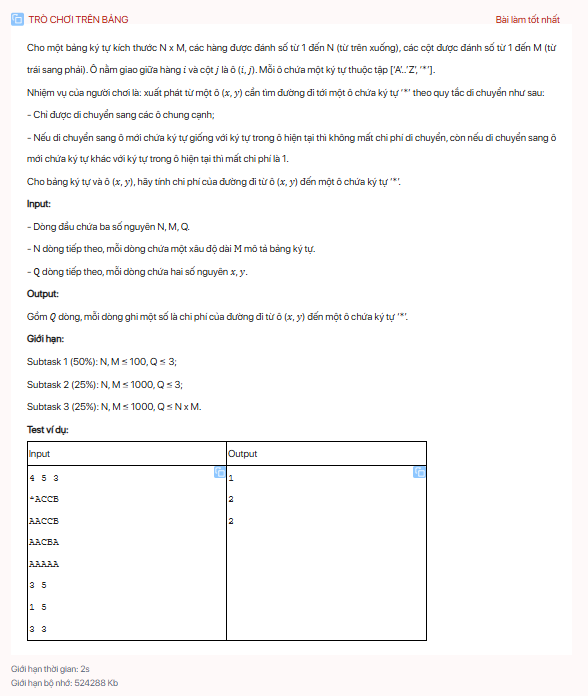 TRÒ CHƠI TRÊN BẢNG
Bài làm tốt nhất
Cho một bảng ký tự kích thước N x M, các hàng được đánh số từ 1 đến N (từ trên xuống), các cột được đánh số từ 1 đến M (từ
trái sang phải). Ô nằm giao giữa hàng i và cột j là ô (i, j). Mỗi ô chứa một ký tự thuộc tập ['A'..'Z', '*'].
Nhiệm vụ của người chơi là: xuất phát từ một ô (x, y) cần tìm đường đi tới một ô chứa ký tự '*' theo quy tắc di chuyển như sau:
- Chỉ được di chuyển sang các ô chung cạnh;
- Nếu di chuyển sang ô mới chứa ký tự giống với ký tự trong ô hiện tại thì không mất chi phí di chuyển, còn nếu di chuyển sang ô
mới chứa ký tự khác với ký tự trong ô hiện tại thì mất chi phí là 1.
Cho bảng ký tự và ô (x, y), hãy tính chi phí của đường đi từ ô (x, y) đến một ô chứa ký tự '*'.
Input:
- Dòng đầu chứa ba số nguyên N, M, Q.
- N dòng tiếp theo, mỗi dòng chứa một xâu độ dài M mô tả bảng ký tự.
- Q dòng tiếp theo, mỗi dòng chứa hai số nguyên x, y.
Output:
Gồm Q dòng, mỗi dòng ghi một số là chi phí của đường đi từ ô (x, y) đến một ô chứa ký tự '*'.
Giới hạn:
Subtask 1 (50%): N, M ≤ 100, Q ≤ 3;
Subtask 2 (25%): N, M ≤ 1000, Q ≤ 3;
Subtask 3 (25%): N, M ≤ 1000, Q ≤ N x M.
Test ví dụ:
Input
Output
4 5 3
1
*ACCB
2
AACCB
2
AACBA
AAAAA
3 5
1 5
3 3
Giới hạn thời gian: 2s
Giới hạn bộ nhớ: 524288 Kb